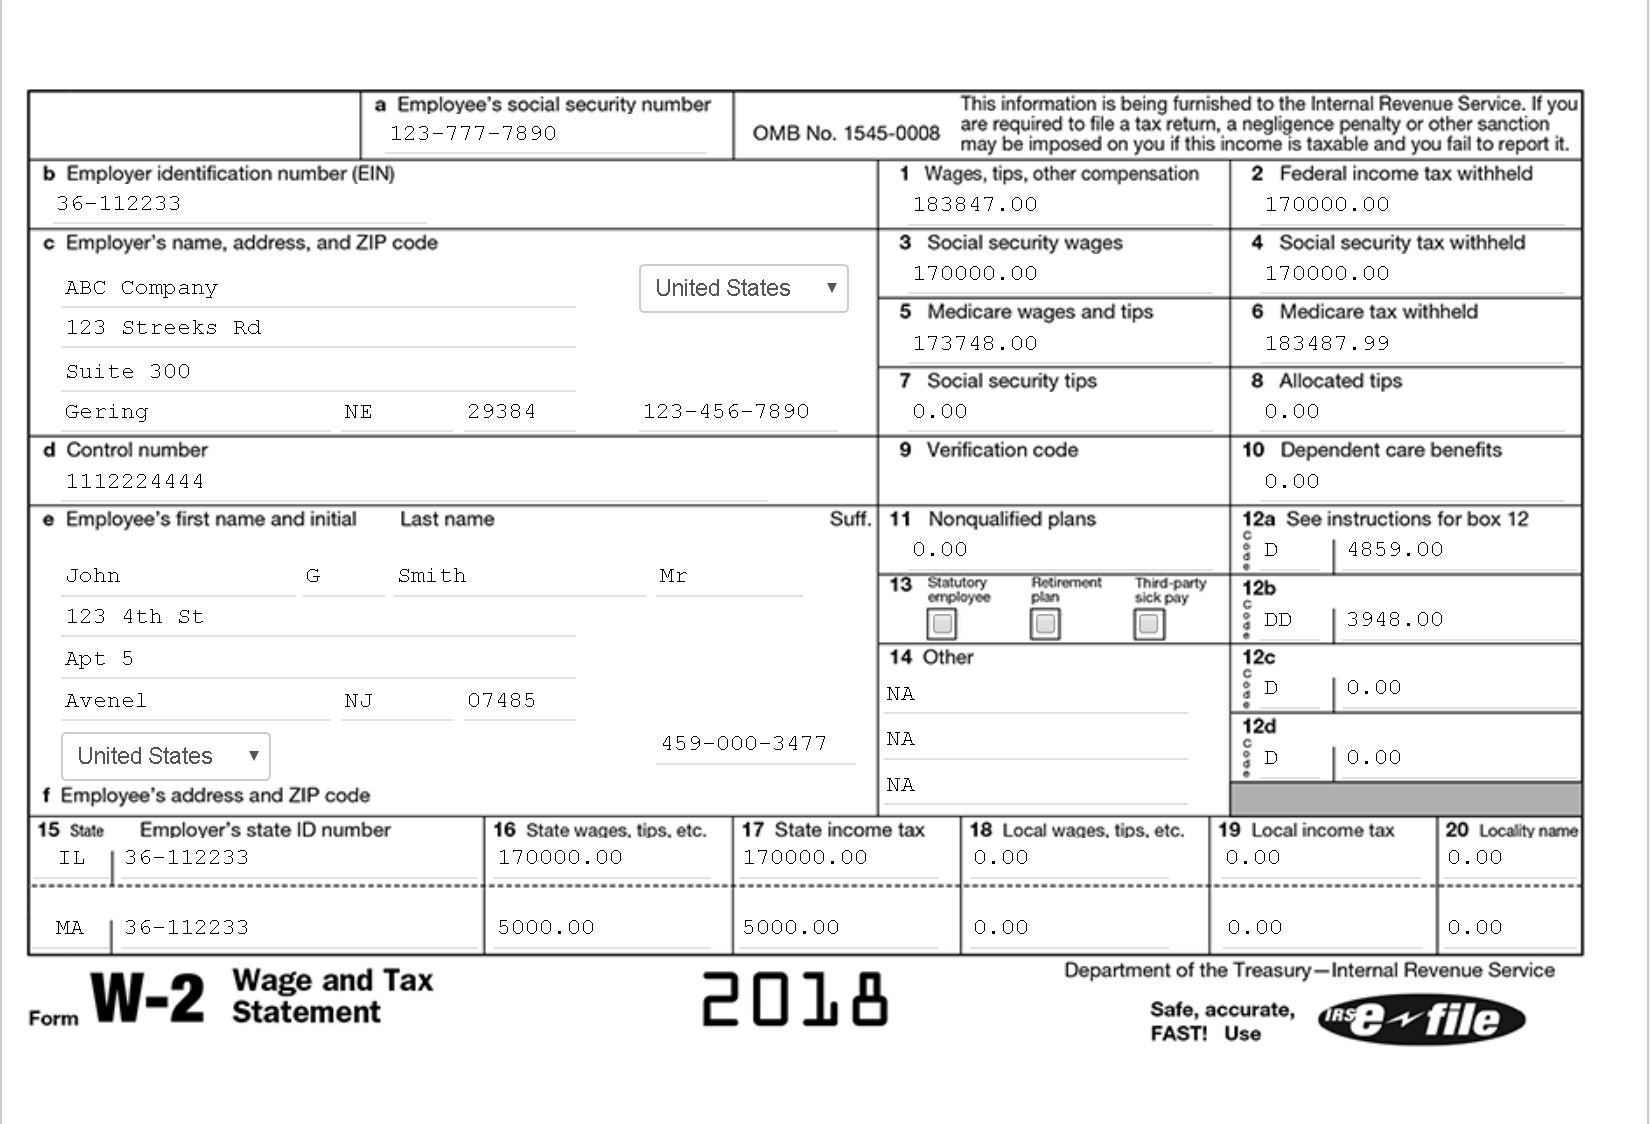 a Employee's social security number
123-777-7890
OMB No. 1545-0008
This information is being furnished to the Internal Revenue Service. If you
are required to file a tax return, a negligence penalty or other sanction
may be imposed on you if this income is taxable and you fail to report it.
b Employer identification number (EIN)
36-112233
1 Wages, tips, other compensation
183847.00
2 Federal income tax withheld
170000.00
c Employer's name, address, and ZIP code
ABC Company
United States
123 Streeks Rd
Suite 300
Gering NE 29384 123-456-7890
3 Social security wages
170000.00
4 Social security tax withheld
170000.00
5 Medicare wages and tips
173748.00
6 Medicare tax withheld
183487.99
7 Social security tips
0.00
8 Allocated tips
0.00
d Control number
1112224444
9 Verification code
10 Dependent care benefits
0.00
e Employee's first name and initial Last name Suff.
John G Smith Mr
123 4th St
Apt 5
Avenel NJ 07485
United States
459-000-3477
f Employee's address and ZIP code
11 Nonqualified plans
0.00
12a See instructions for box 12
Code D 4859.00
13 Statutory employee Retirement plan Third-party sick pay
12b
Code DD 3948.00
14 Other
NA
NA
NA
12c
Code D 0.00
12d
Code D 0.00
15 State Employer's state ID number 16 State wages, tips, etc. 17 State income tax 18 Local wages, tips, etc. 19 Local income tax 20 Locality name
IL 36-112233 170000.00 170000.00 0.00 0.00 0.00
MA 36-112233 5000.00 5000.00 0.00 0.00 0.00
Form W-2 Wage and Tax
Statement
2018
Department of the Treasury—Internal Revenue Service
Safe, accurate,
FAST! Use
IRS e-file